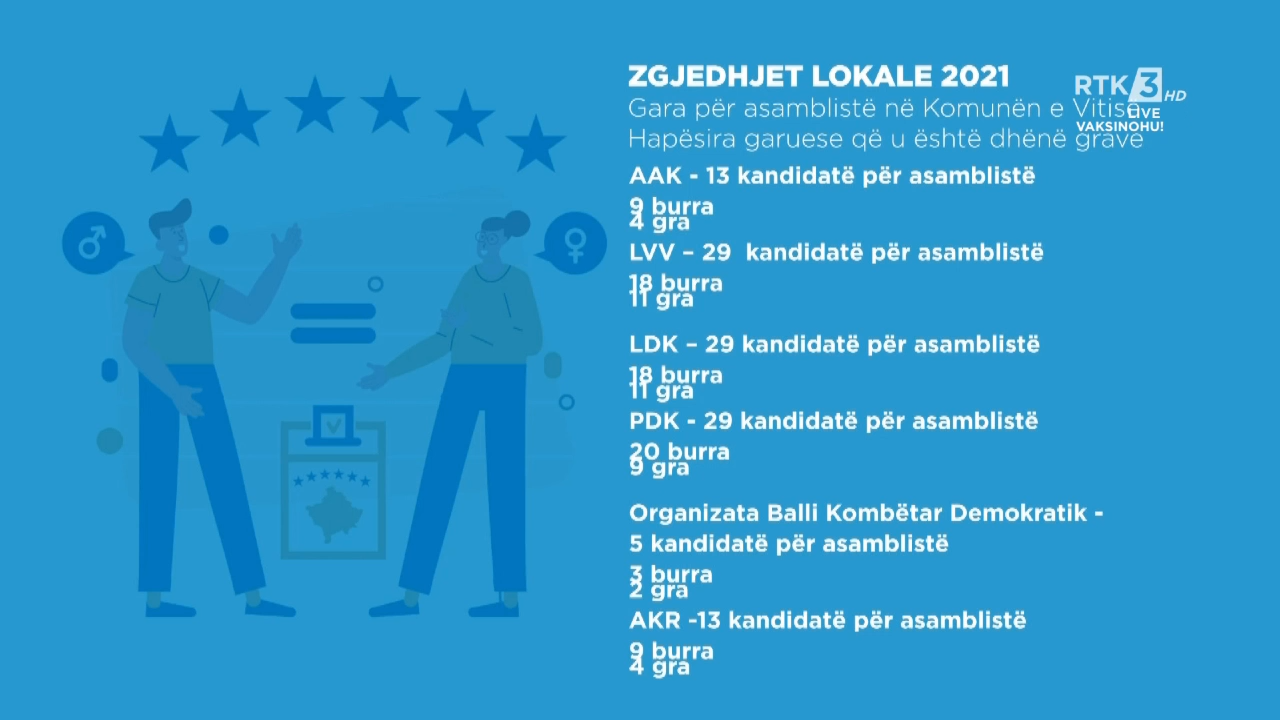 ZGJEDHJET LOKALE 2021
Gara për asamblistë në Komunën e Vitisë
Hapësira garuese që u është dhënë grave
RTK 3 HD
LIVE
VAKSINOHU!
AAK - 13 kandidatë për asamblistë
9 burra
4 gra
LVV – 29 kandidatë për asamblistë
18 burra
11 gra
LDK – 29 kandidatë për asamblistë
18 burra
11 gra
PDK - 29 kandidatë për asamblistë
20 burra
9 gra
Organizata Balli Kombëtar Demokratik -
5 kandidatë për asamblistë
3 burra
2 gra
AKR -13 kandidatë për asamblistë
9 burra
4 gra